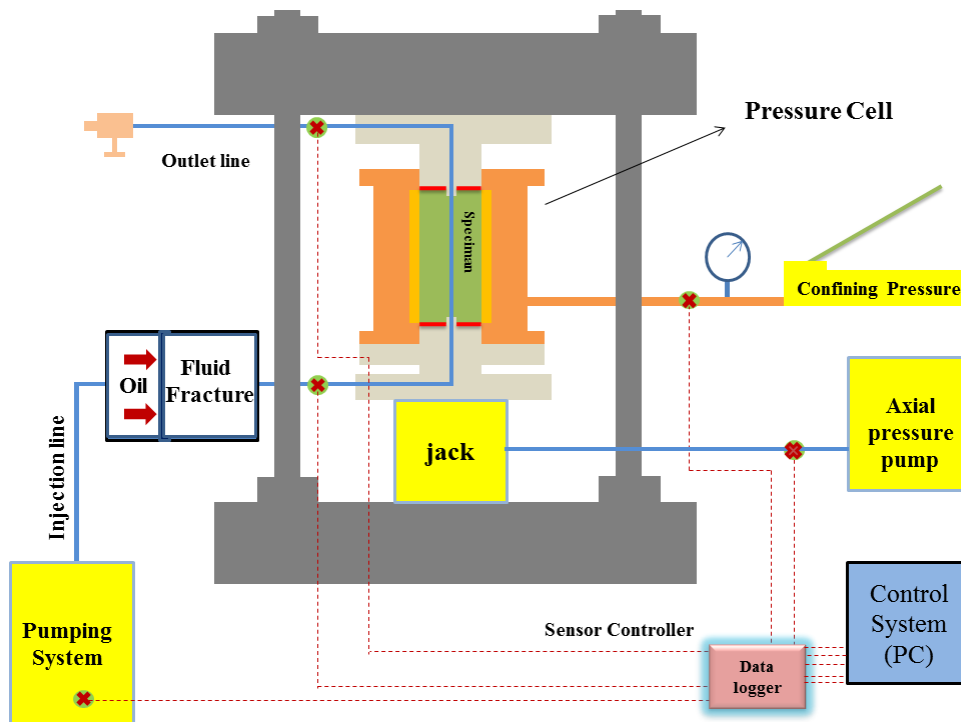 Pressure Cell
Outlet line
Speciman
Confining Pressure
Oil
Fluid
Fracture
Injection line
jack
Axial
pressure
pump
Pumping
System
Sensor Controller
Data
logger
Control
System
(PC)